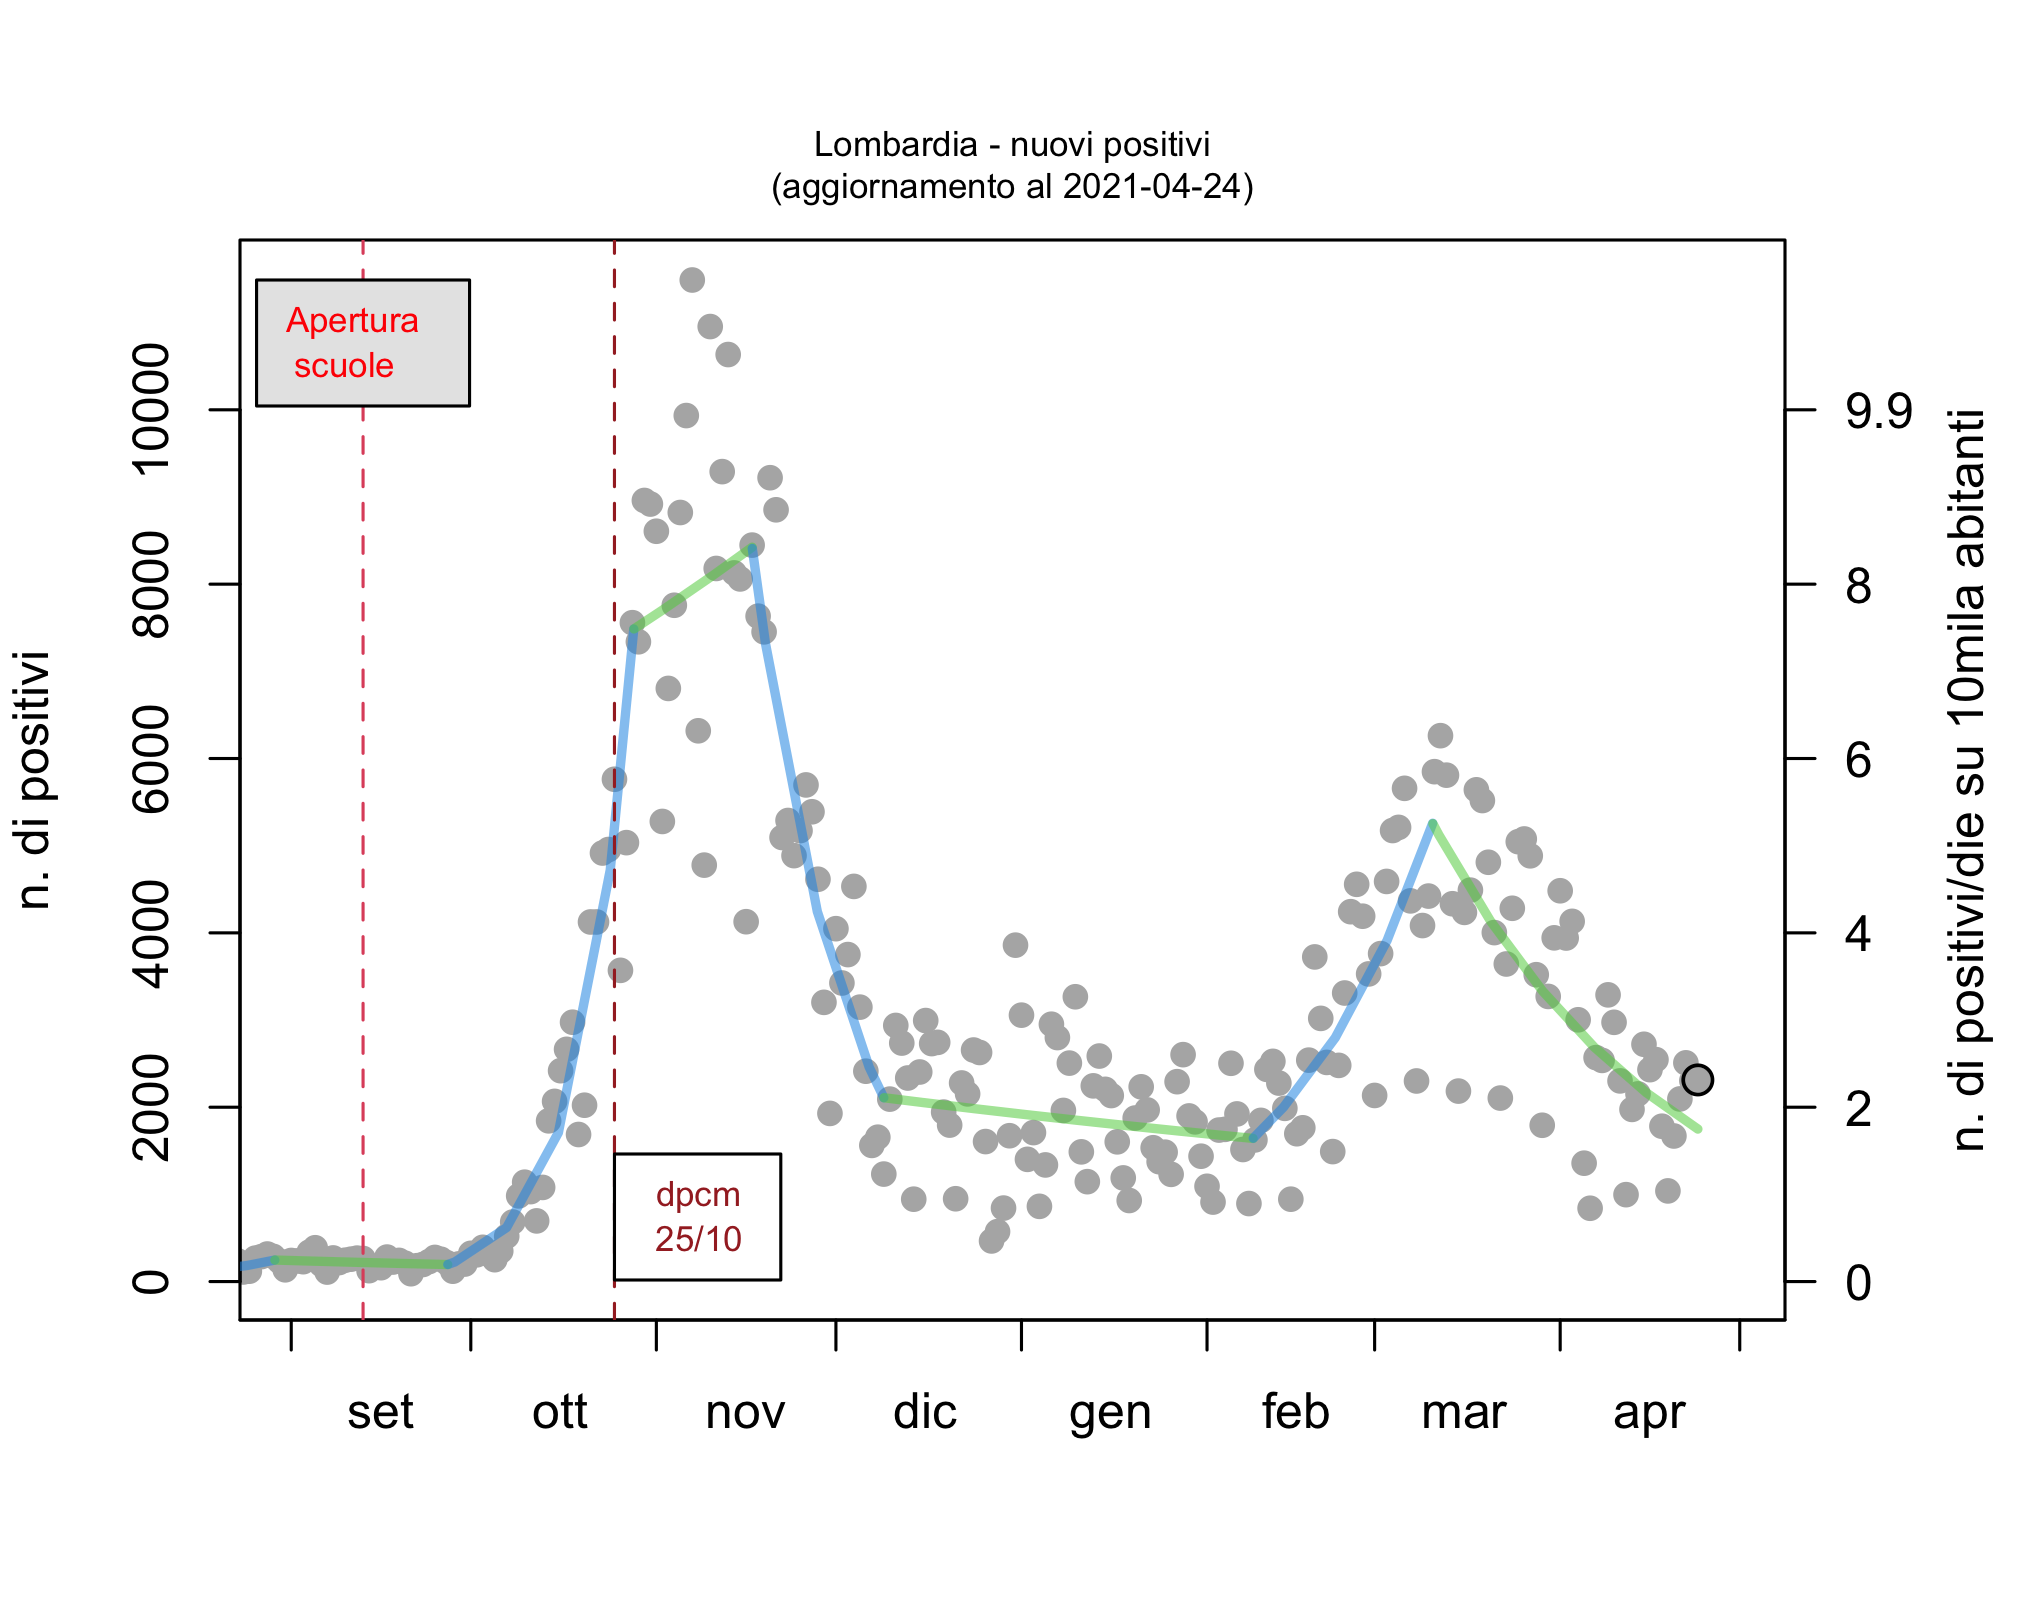 Lombardia - nuovi positivi
(aggiornamento al 2021-04-24)
Apertura
scuole
dpcm
25/10
n. di positivi
0
2000
4000
6000
8000
10000
n. di positivi/die su 10mila abitanti
9.9
8
6
4
2
0
set ott nov dic gen feb mar apr